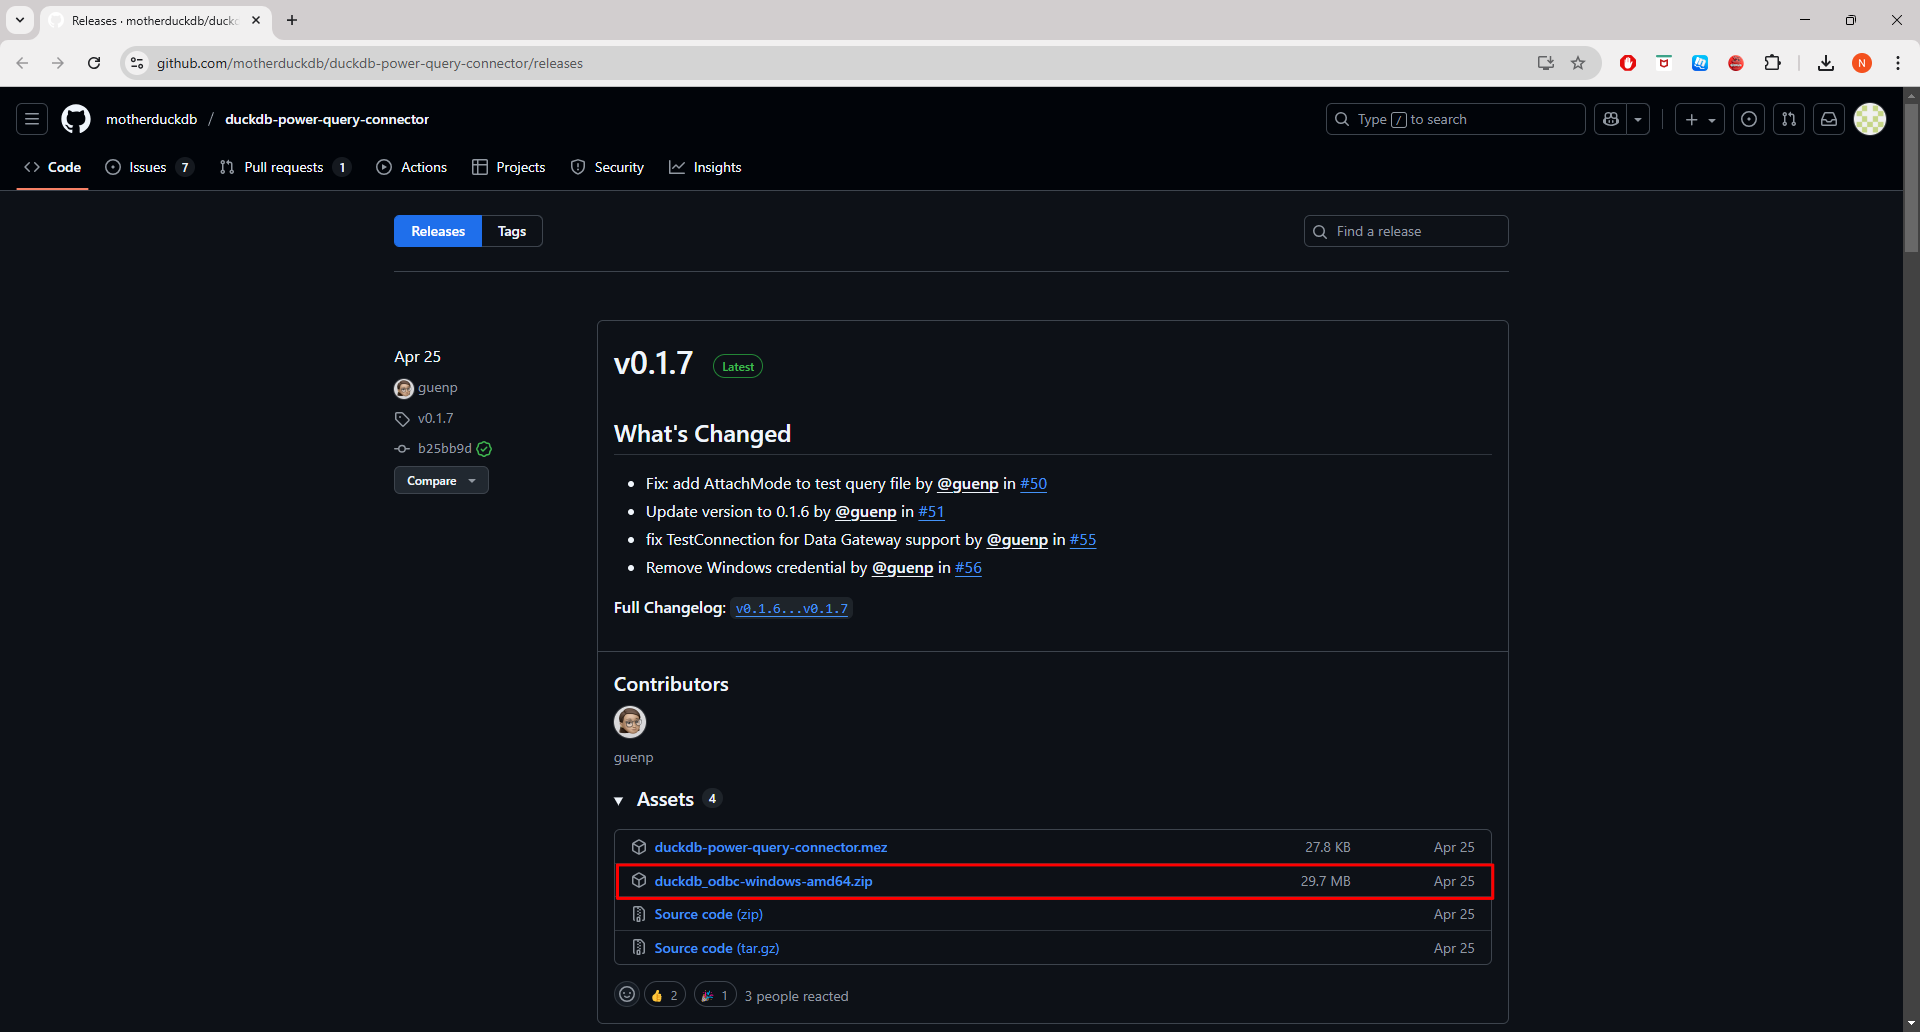 Releases · motherduckdb/duckd
github.com/motherduckdb/duckdb-power-query-connector/releases
N
motherduckdb / duckdb-power-query-connector
Type / to search
Code
Issues 7
Pull requests 1
Actions
Projects
Security
Insights
Releases
Tags
Find a release
Apr 25
guenp
v0.1.7
b25bb9d
Compare
v0.1.7 Latest
What's Changed
• Fix: add AttachMode to test query file by @guenp in #50
• Update version to 0.1.6 by @guenp in #51
• fix TestConnection for Data Gateway support by @guenp in #55
• Remove Windows credential by @guenp in #56
Full Changelog: v0.1.6...v0.1.7
Contributors
guenp
Assets 4
duckdb-power-query-connector.mez 27.8 KB Apr 25
duckdb_odbc-windows-amd64.zip 29.7 MB Apr 25
Source code (zip) Apr 25
Source code (tar.gz) Apr 25
👍 2 🎉 1 3 people reacted